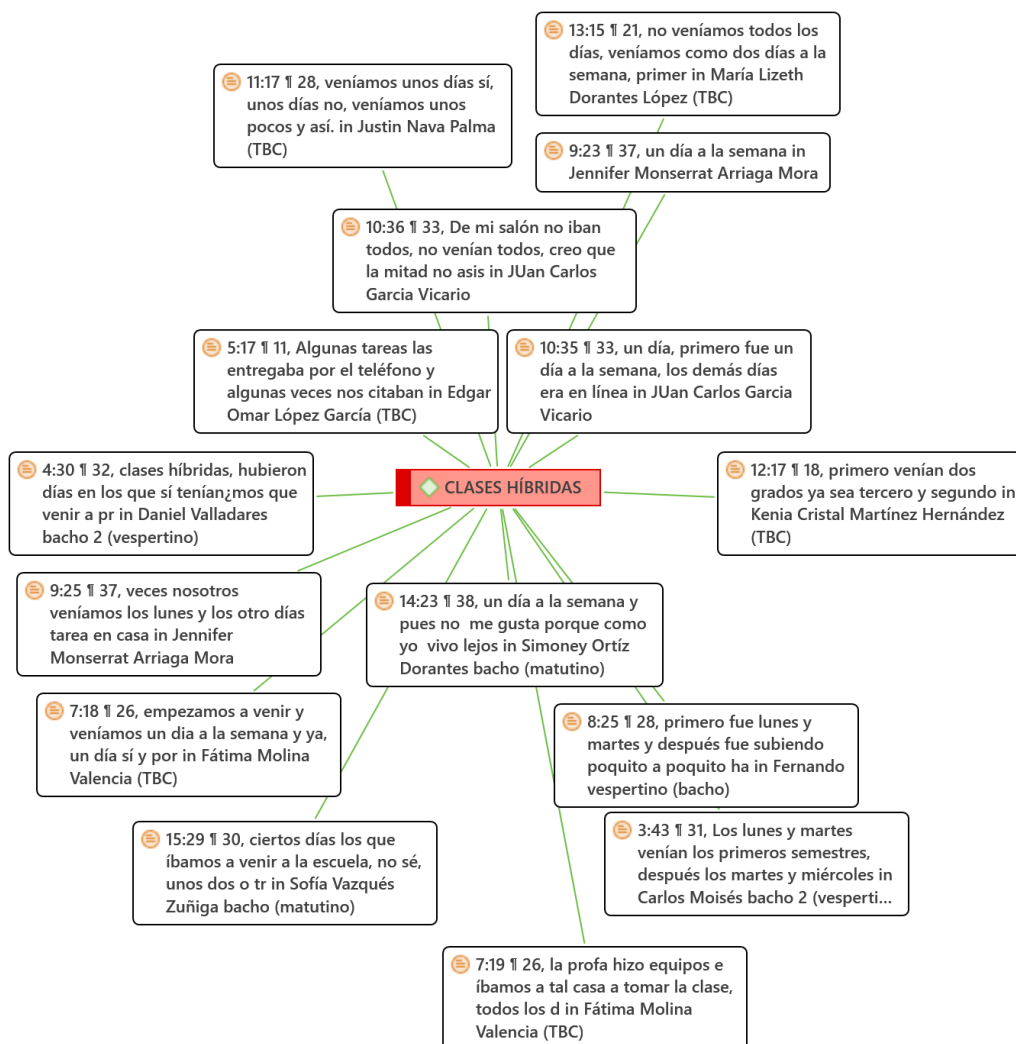 13:15 ¶ 21, no veníamos todos los
días, veníamos como dos días a la
semana, primer in María Lizeth
Dorantes López (TBC)
11:17 ¶ 28, veníamos unos días sí,
unos días no, veníamos unos
pocos y así. in Justin Nava Palma
(TBC)
9:23 ¶ 37, un día a la semana in
Jennifer Monserrat Arriaga Mora
10:36 ¶ 33, De mi salón no iban
todos, no venían todos, creo que
la mitad no asis in JUan Carlos
Garcia Vicario
5:17 ¶ 11, Algunas tareas las
entregaba por el teléfono y
algunas veces nos citaban in Edgar
Omar López García (TBC)
10:35 ¶ 33, un día, primero fue un
día a la semana, los demás días
era en línea in JUan Carlos Garcia
Vicario
4:30 ¶ 32, clases híbridas, hubieron
días en los que sí tenían¿mos que
venir a pr in Daniel Valladares
bacho 2 (vespertino)
CLASES HÍBRIDAS
12:17 ¶ 18, primero venían dos
grados ya sea tercero y segundo in
Kenia Cristal Martínez Hernández
(TBC)
9:25 ¶ 37, veces nosotros
veníamos los lunes y los otro días
tarea en casa in Jennifer
Monserrat Arriaga Mora
14:23 ¶ 38, un día a la semana y
pues no me gusta porque como
yo vivo lejos in Simoney Ortíz
Dorantes bacho (matutino)
7:18 ¶ 26, empezamos a venir y
veníamos un dia a la semana y ya,
un día sí y por in Fátima Molina
Valencia (TBC)
8:25 ¶ 28, primero fue lunes y
martes y después fue subiendo
poquito a poquito ha in Fernando
vespertino (bacho)
15:29 ¶ 30, ciertos días los que
íbamos a venir a la escuela, no sé,
unos dos o tr in Sofía Vazqués
Zuñiga bacho (matutino)
3:43 ¶ 31, Los lunes y martes
venían los primeros semestres,
después los martes y miércoles in
Carlos Moisés bacho 2 (vesperti...
7:19 ¶ 26, la profa hizo equipos e
íbamos a tal casa a tomar la clase,
todos los d in Fátima Molina
Valencia (TBC)